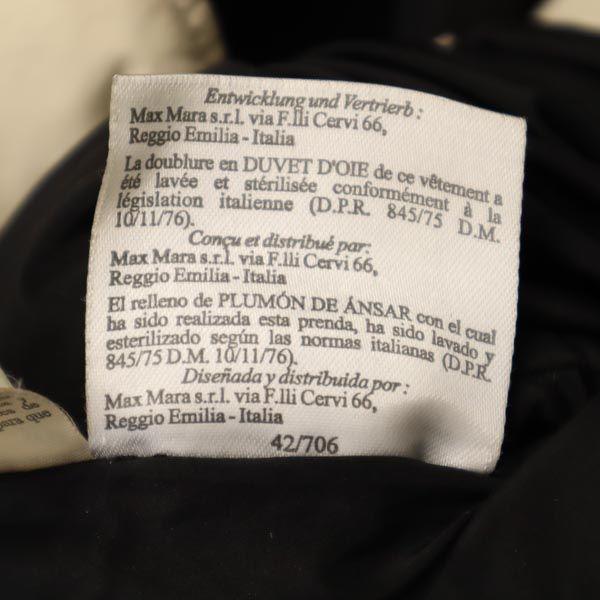 Entwicklung und Vertrieb :
Max Mara s.r.l. via F.lli Cervi 66,
Reggio Emilia - Italia
La doublure en DUVET D'OIE de ce vêtement a
été lavée et stérilisée conformément à la
législation italienne (D.P.R. 845/75 D.M.
10/11/76).
Conçu et distribué par:
Max Mara s.r.l. via F.lli Cervi 66,
Reggio Emilia - Italia
El relleno de PLUMÓN DE ÁNSAR con el cual
ha sido realizada esta prenda, ha sido lavado y
esterilizado según las normas italianas (D.P.R.
845/75 D.M. 10/11/76).
Diseñada y distribuida por :
Max Mara s.r.l. via F.lli Cervi 66,
Reggio Emilia - Italia
42/706
de
para que